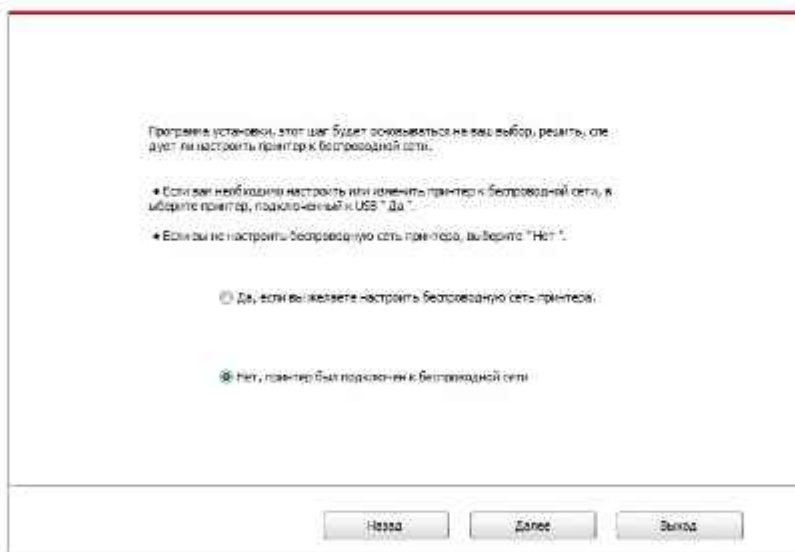 Программа установки, этот шаг будет основываться на ваш выбор, решить, сле
дует ли настроить принтер к беспроводной сети.
• Если вам необходимо настроить или изменить принтер к беспроводной сети, в
ыберите принтер, подключенный к USB " Да ".
• Если вы не настроить беспроводную сеть принтера, выберите "Нет ".
Да, если вы желаете настроить беспроводную сеть принтера.
Нет, принтер был подключен к беспроводной сети
Назад
Далее
Выход